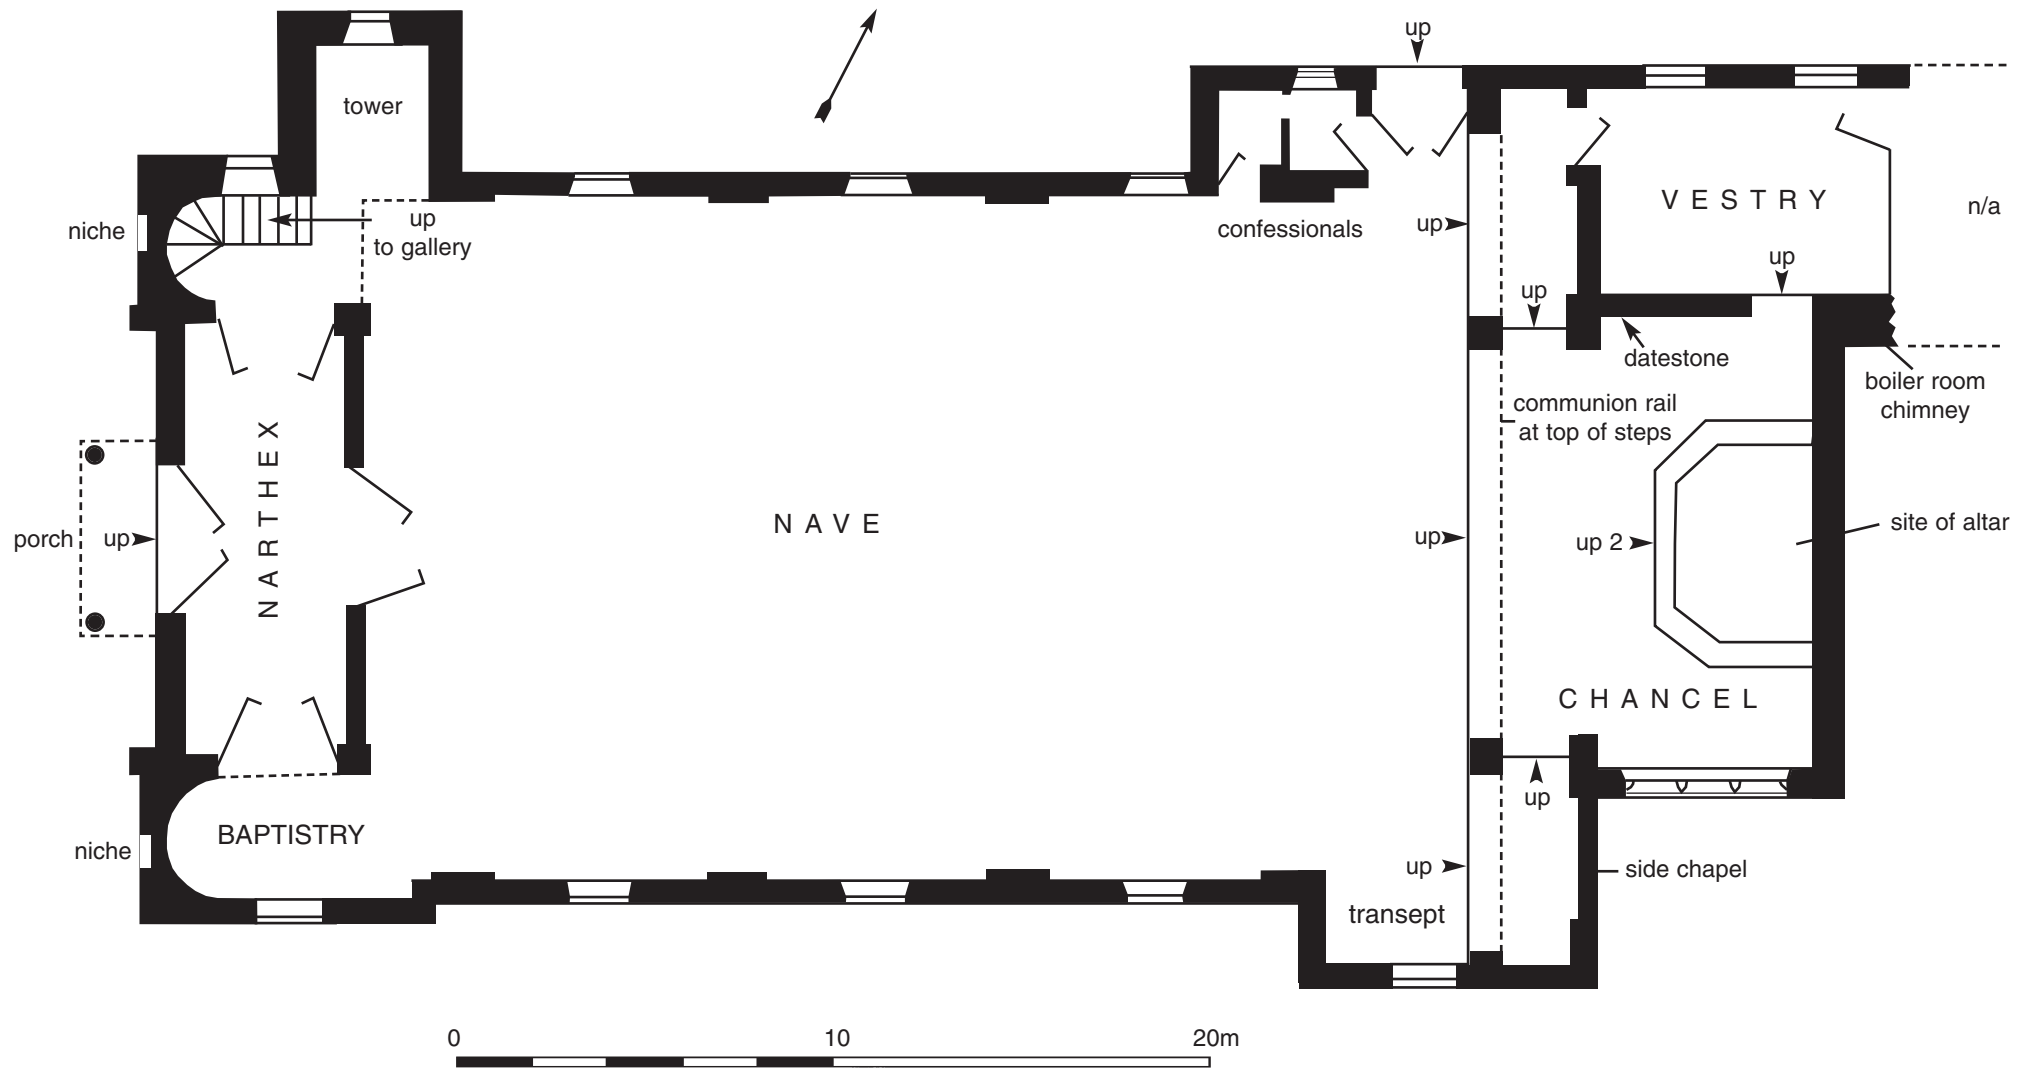 up
tower
niche
up
to gallery
confessionals
up
VESTRY
n/a
up
up
datestone
boiler room
chimney
communion rail
at top of steps
NARTHEX
porch
up
NAVE
up
up 2
site of altar
CHANCEL
up
niche
BAPTISTRY
up
side chapel
transept
0
10
20m